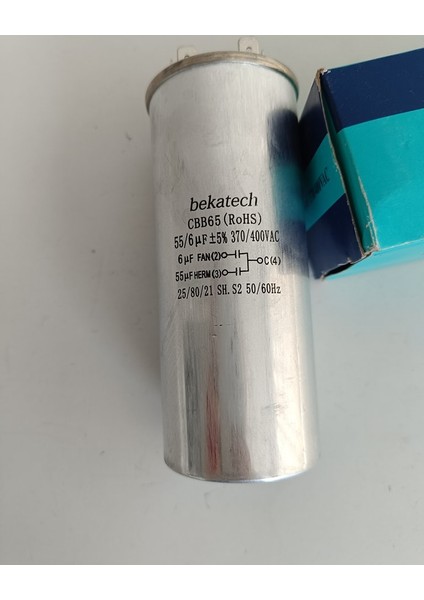 bekatech
CBB65(RoHS)
55/6μF±5% 370/400VAC
6μF FAN(2)
C(4)
55μF HERM(3)
25/80/21 SH. S2 50/60Hz